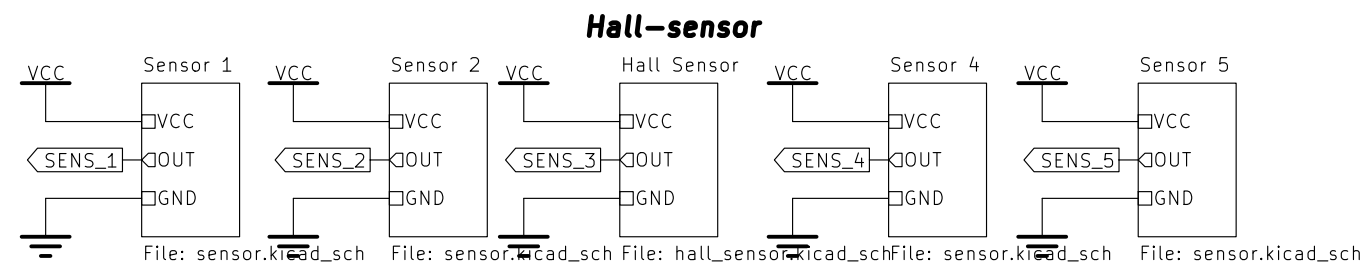 Hall-sensor
Sensor 1
Sensor 2
Hall Sensor
Sensor 4
Sensor 5
VCC
VCC
VCC
VCC
VCC
VCC
VCC
VCC
VCC
VCC
SENS_1
OUT
SENS_2
OUT
SENS_3
OUT
SENS_4
OUT
SENS_5
OUT
GND
GND
GND
GND
GND
File: sensor.kicad_sch
File: sensor.kicad_sch
File: hall_sensor.kicad_sch
File: sensor.kicad_sch
File: sensor.kicad_sch